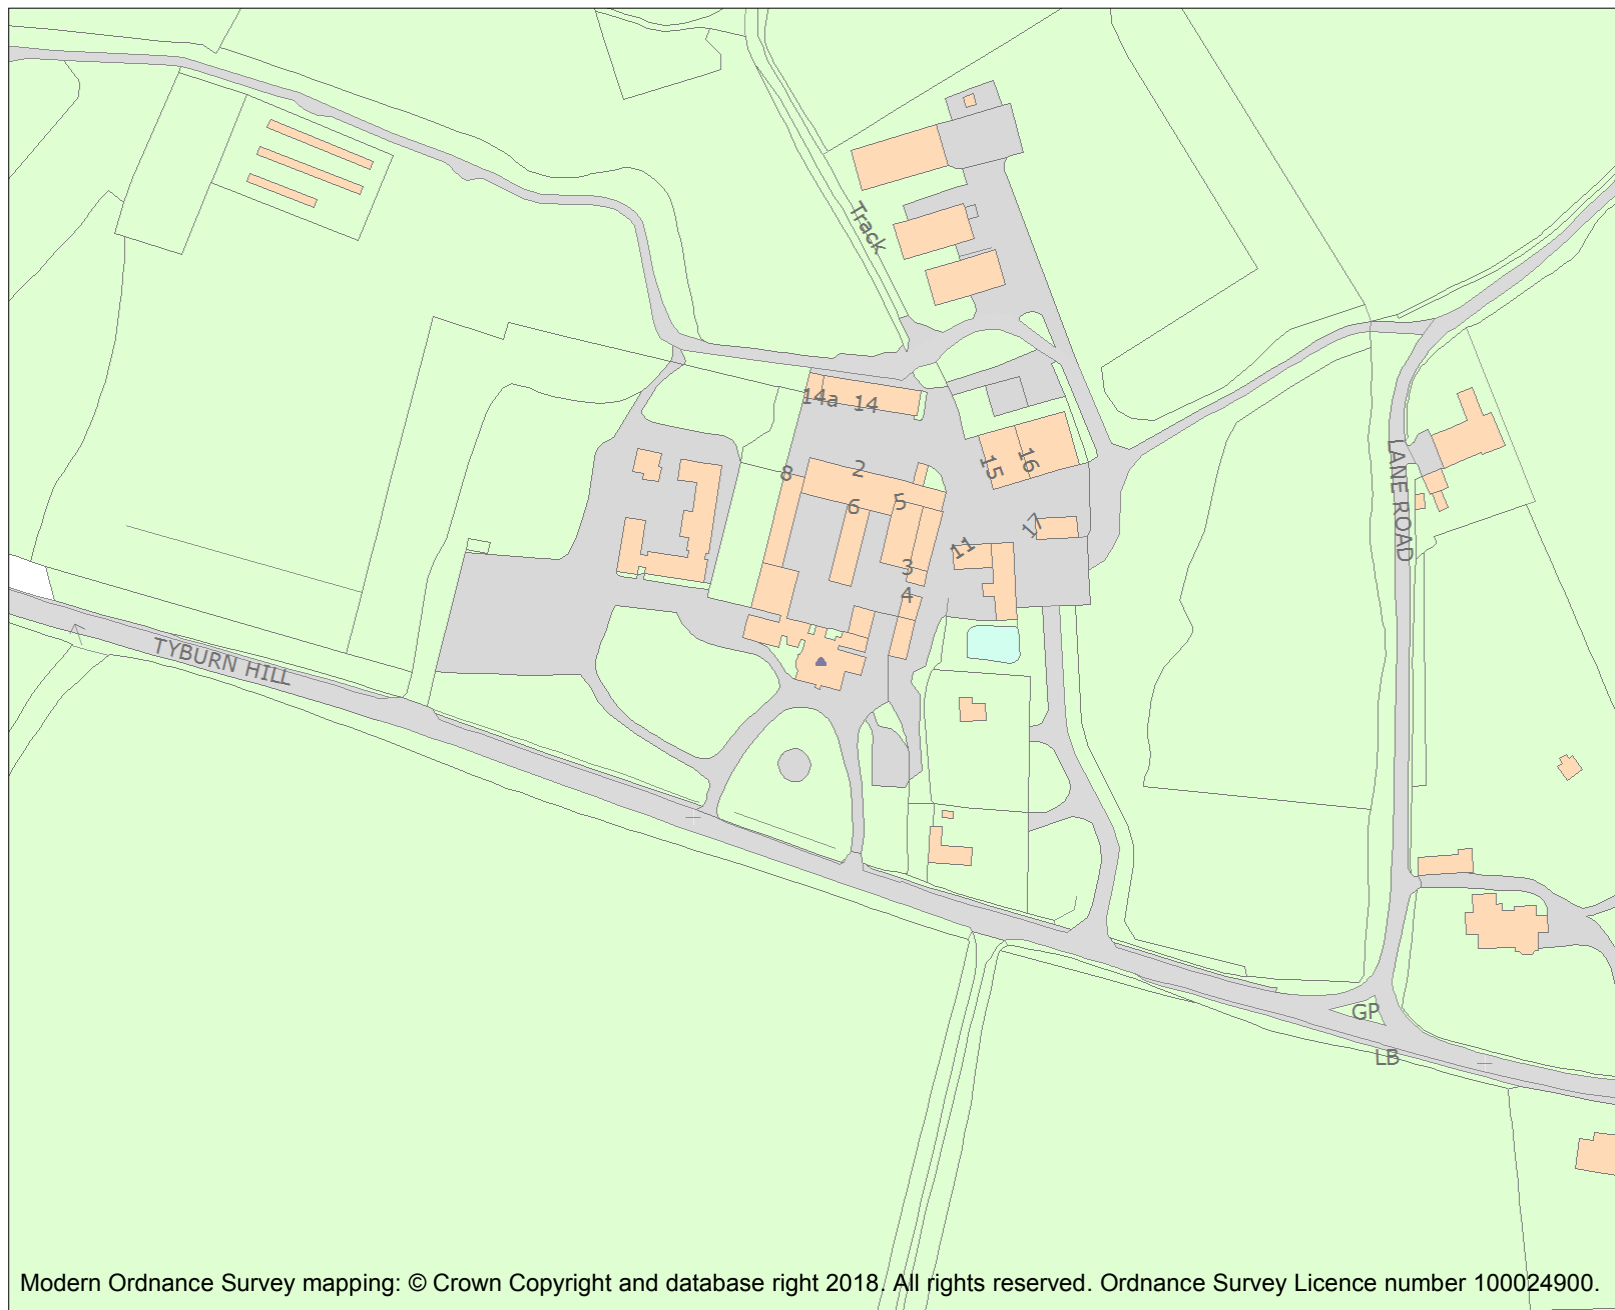 Track
14a 14
15
16
8
2
5
6
17
11
3
4
LANE ROAD
TYBURN HILL
GP
LB
Modern Ordnance Survey mapping: © Crown Copyright and database right 2018. All rights reserved. Ordnance Survey Licence number 100024900.